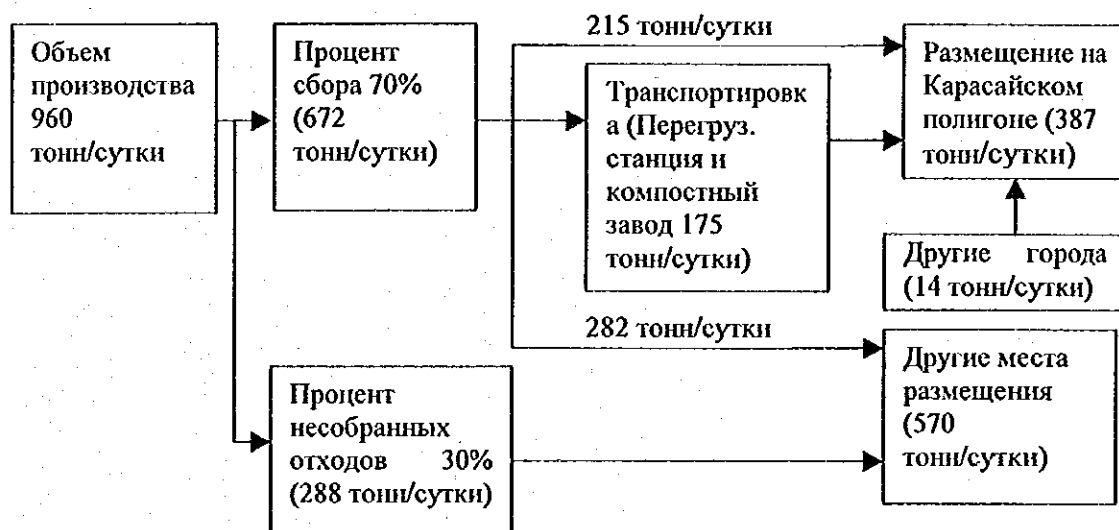 Объем
производства
960
тонн/сутки
Процент
сбора 70%
(672
тонн/сутки)
215 тонн/сутки
Транспортировк
а (Перегруз.
станция и
компостный
завод 175
тонн/сутки)
Размещение на
Карасайском
полигоне (387
тонн/сутки)
Другие города
(14 тонн/сутки)
282 тонн/сутки
Другие места
размещения
(570
тонн/сутки)
Процент
несобранных
отходов 30%
(288 тонн/сутки)